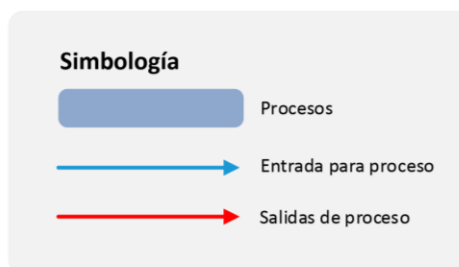 Simbología
Procesos
Entrada para proceso
Salidas de proceso